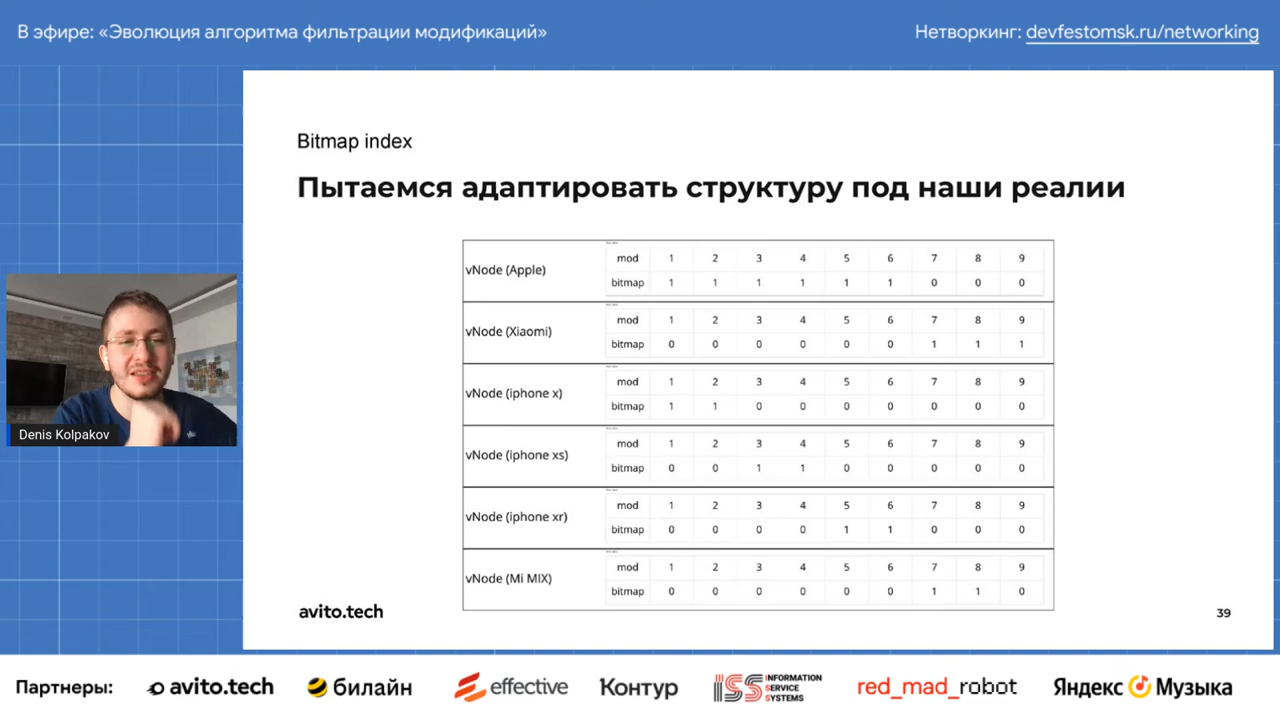 В эфире: «Эволюция алгоритма фильтрации модификаций»
Нетворкинг: devfestomsk.ru/networking
Bitmap index
Пытаемся адаптировать структуру под наши реалии
vNode (Apple)
mod 1 2 3 4 5 6 7 8 9
bitmap 1 1 1 1 1 1 0 0 0
vNode (Xiaomi)
mod 1 2 3 4 5 6 7 8 9
bitmap 0 0 0 0 0 0 1 1 1
vNode (iphone x)
mod 1 2 3 4 5 6 7 8 9
bitmap 1 1 0 0 0 0 0 0 0
vNode (iphone xs)
mod 1 2 3 4 5 6 7 8 9
bitmap 0 0 1 1 0 0 0 0 0
vNode (iphone xr)
mod 1 2 3 4 5 6 7 8 9
bitmap 0 0 0 0 1 1 0 0 0
vNode (Mi MIX)
mod 1 2 3 4 5 6 7 8 9
bitmap 0 0 0 0 0 0 1 1 0
Denis Kolpakov
avito.tech
39
Партнеры: avito.tech билайн effective Контур ISS INFORMATION SERVICE SYSTEMS red_mad_robot Яндекс Музыка